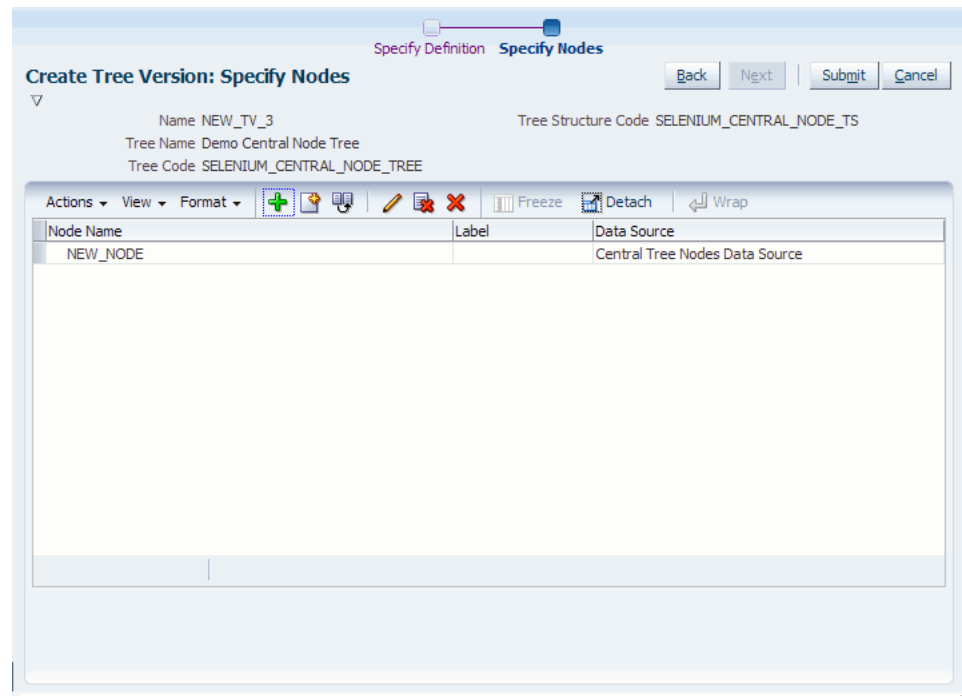 Specify Definition Specify Nodes
Create Tree Version: Specify Nodes Back Next Submit Cancel
Name NEW_TV_3 Tree Structure Code SELENIUM_CENTRAL_NODE_TS
Tree Name Demo Central Node Tree
Tree Code SELENIUM_CENTRAL_NODE_TREE
Actions View Format Freeze Detach Wrap
Node Name Label Data Source
NEW_NODE Central Tree Nodes Data Source